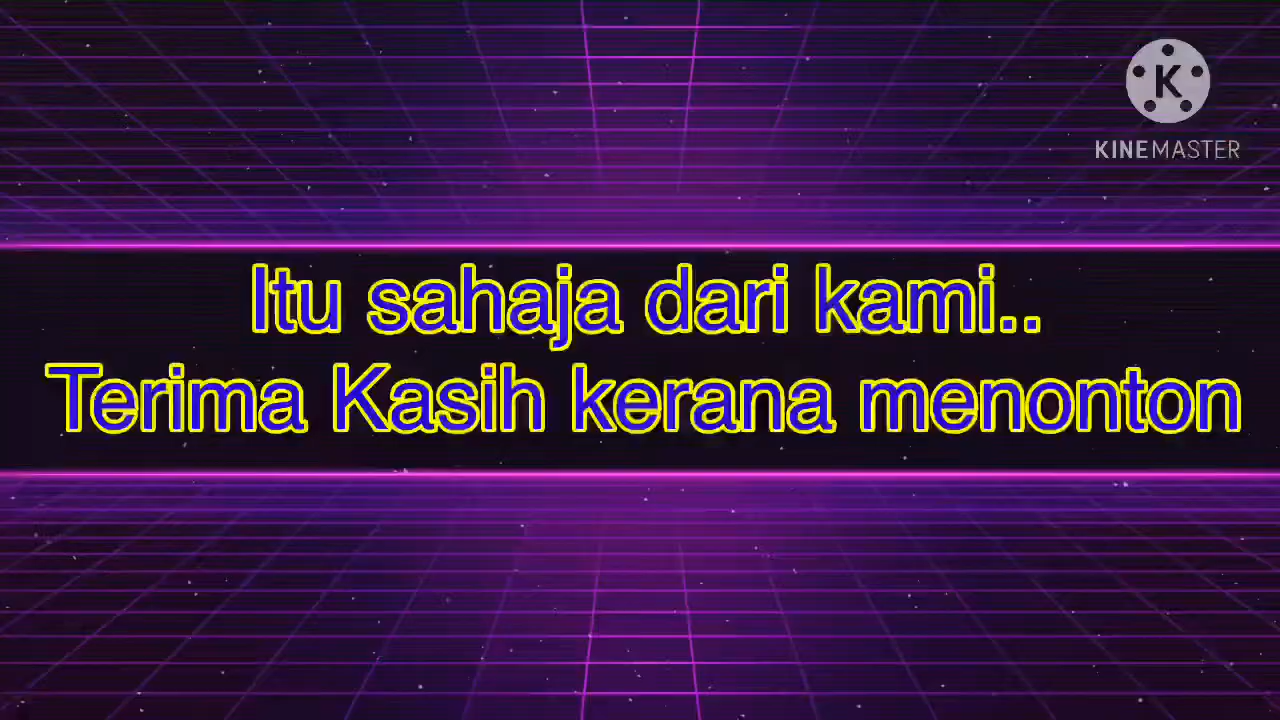 K
KINEMASTER
Itu sahaja dari kami..
Terima Kasih kerana menonton